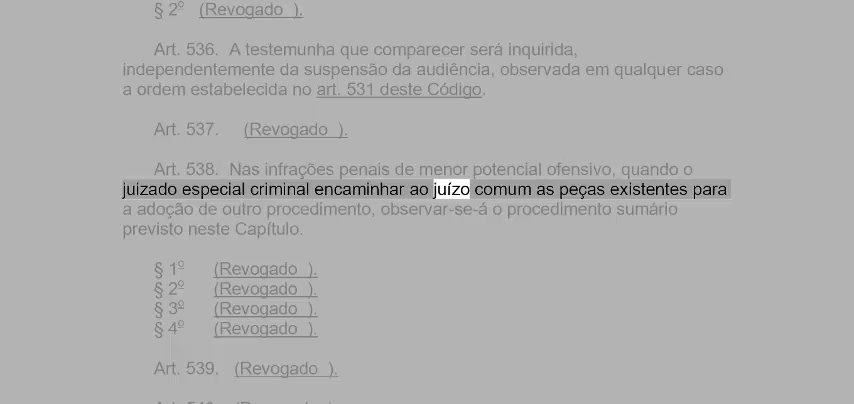 § 2º (Revogado ).
Art. 536. A testemunha que comparecer será inquirida,
independentemente da suspensão da audiência, observada em qualquer caso
a ordem estabelecida no art. 531 deste Código.
Art. 537. (Revogado ).
Art. 538. Nas infrações penais de menor potencial ofensivo, quando o
juizado especial criminal encaminhar ao juízo comum as peças existentes para
a adoção de outro procedimento, observar-se-á o procedimento sumário
previsto neste Capítulo.
§ 1º (Revogado ).
§ 2º (Revogado ).
§ 3º (Revogado ).
§ 4º (Revogado ).
Art. 539. (Revogado ).